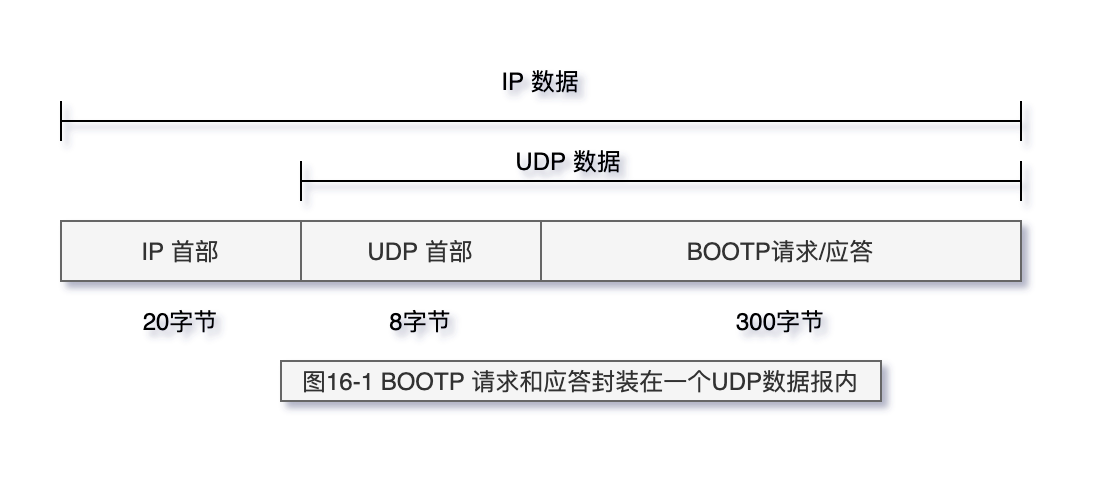 IP 数据
UDP 数据
IP 首部
UDP 首部
BOOTP请求/应答
20字节
8字节
300字节
图16-1 BOOTP 请求和应答封装在一个UDP数据报内